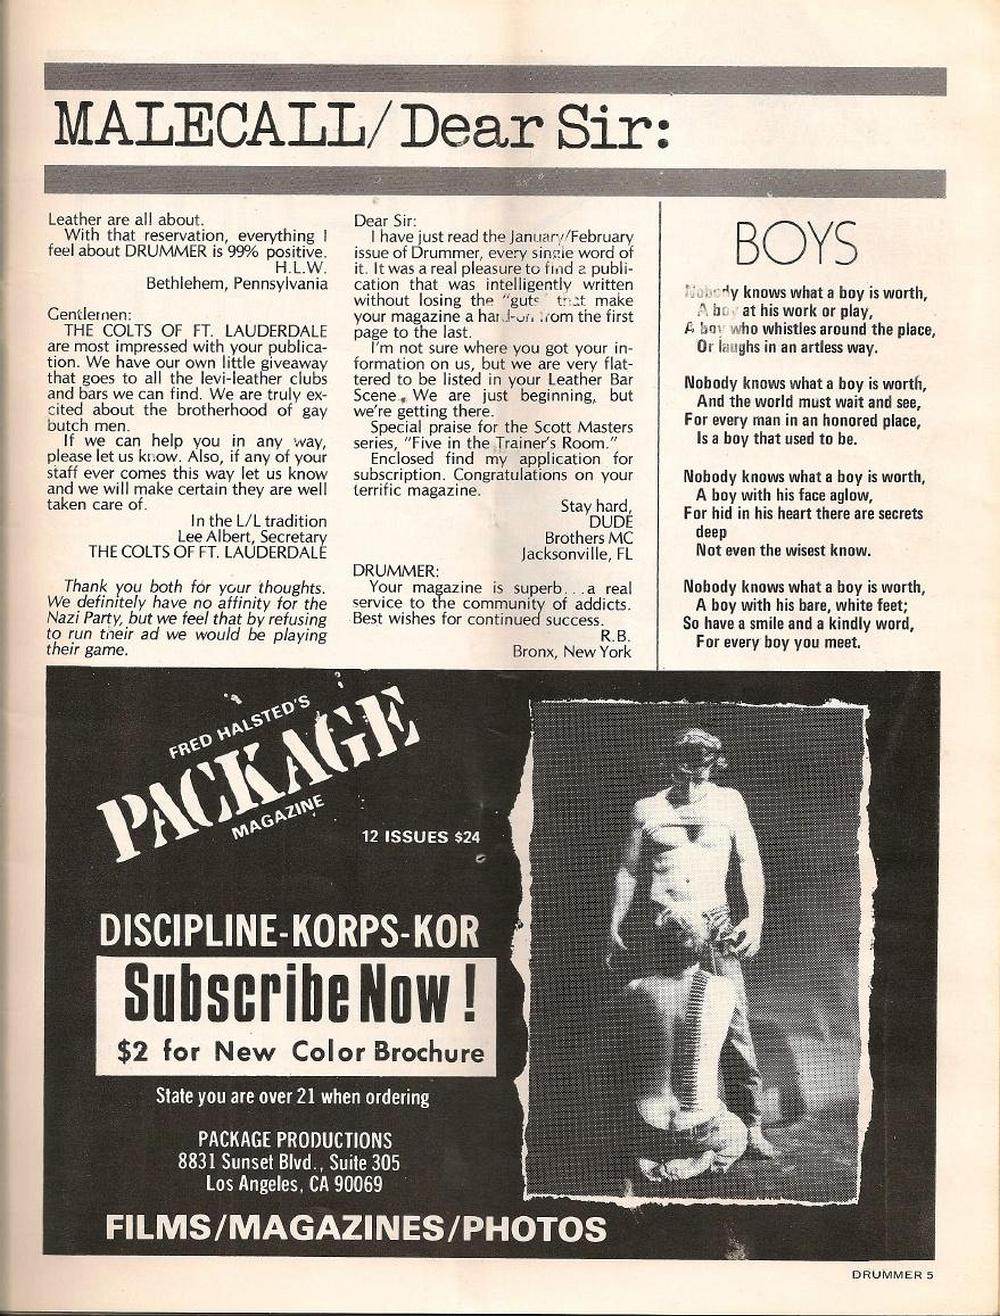 MALECALL/Dear Sir:
Leather are all about.
With that reservation, everything I
feel about DRUMMER is 99% positive.
H.L.W.
Bethlehem, Pennsylvania
Gentlemen:
THE COLTS OF FT. LAUDERDALE
are most impressed with your publica-
tion. We have our own little giveaway
that goes to all the levi-leather clubs
and bars we can find. We are truly ex-
cited about the brotherhood of gay
butch men.
If we can help you in any way,
please let us know. Also, if any of your
staff ever comes this way let us know
and we will make certain they are well
taken care of.
In the L/L tradition
Lee Albert, Secretary
THE COLTS OF FT. LAUDERDALE
Thank you both for your thoughts.
We definitely have no affinity for the
Nazi Party, but we feel that by refusing
to run their ad we would be playing
their game.
Dear Sir:
I have just read the January/February
issue of Drummer, every single word of
it. It was a real pleasure to find a publi-
cation that was intelligently written
without losing the "guts" that make
your magazine a hard-on from the first
page to the last.
I'm not sure where you got your in-
formation on us, but we are very flat-
tered to be listed in your Leather Bar
Scene. We are just beginning, but
we're getting there.
Special praise for the Scott Masters
series, "Five in the Trainer's Room."
Enclosed find my application for
subscription. Congratulations on your
terrific magazine.
Stay hard,
DUDE
Brothers MC
Jacksonville, FL
DRUMMER:
Your magazine is superb...a real
service to the community of addicts.
Best wishes for continued success.
R.B.
Bronx, New York
BOYS
Nobody knows what a boy is worth,
A boy at his work or play,
A boy who whistles around the place,
Or laughs in an artless way.
Nobody knows what a boy is worth,
And the world must wait and see,
For every man in an honored place,
Is a boy that used to be.
Nobody knows what a boy is worth,
A boy with his face aglow,
For hid in his heart there are secrets
deep
Not even the wisest know.
Nobody knows what a boy is worth,
A boy with his bare, white feet;
So have a smile and a kindly word,
For every boy you meet.
FRED HALSTED'S
PACKAGE
MAGAZINE
12 ISSUES $24
DISCIPLINE-KORPS-KOR
Subscribe Now!
$2 for New Color Brochure
State you are over 21 when ordering
PACKAGE PRODUCTIONS
8831 Sunset Blvd., Suite 305
Los Angeles, CA 90069
FILMS/MAGAZINES/PHOTOS
DRUMMER 5